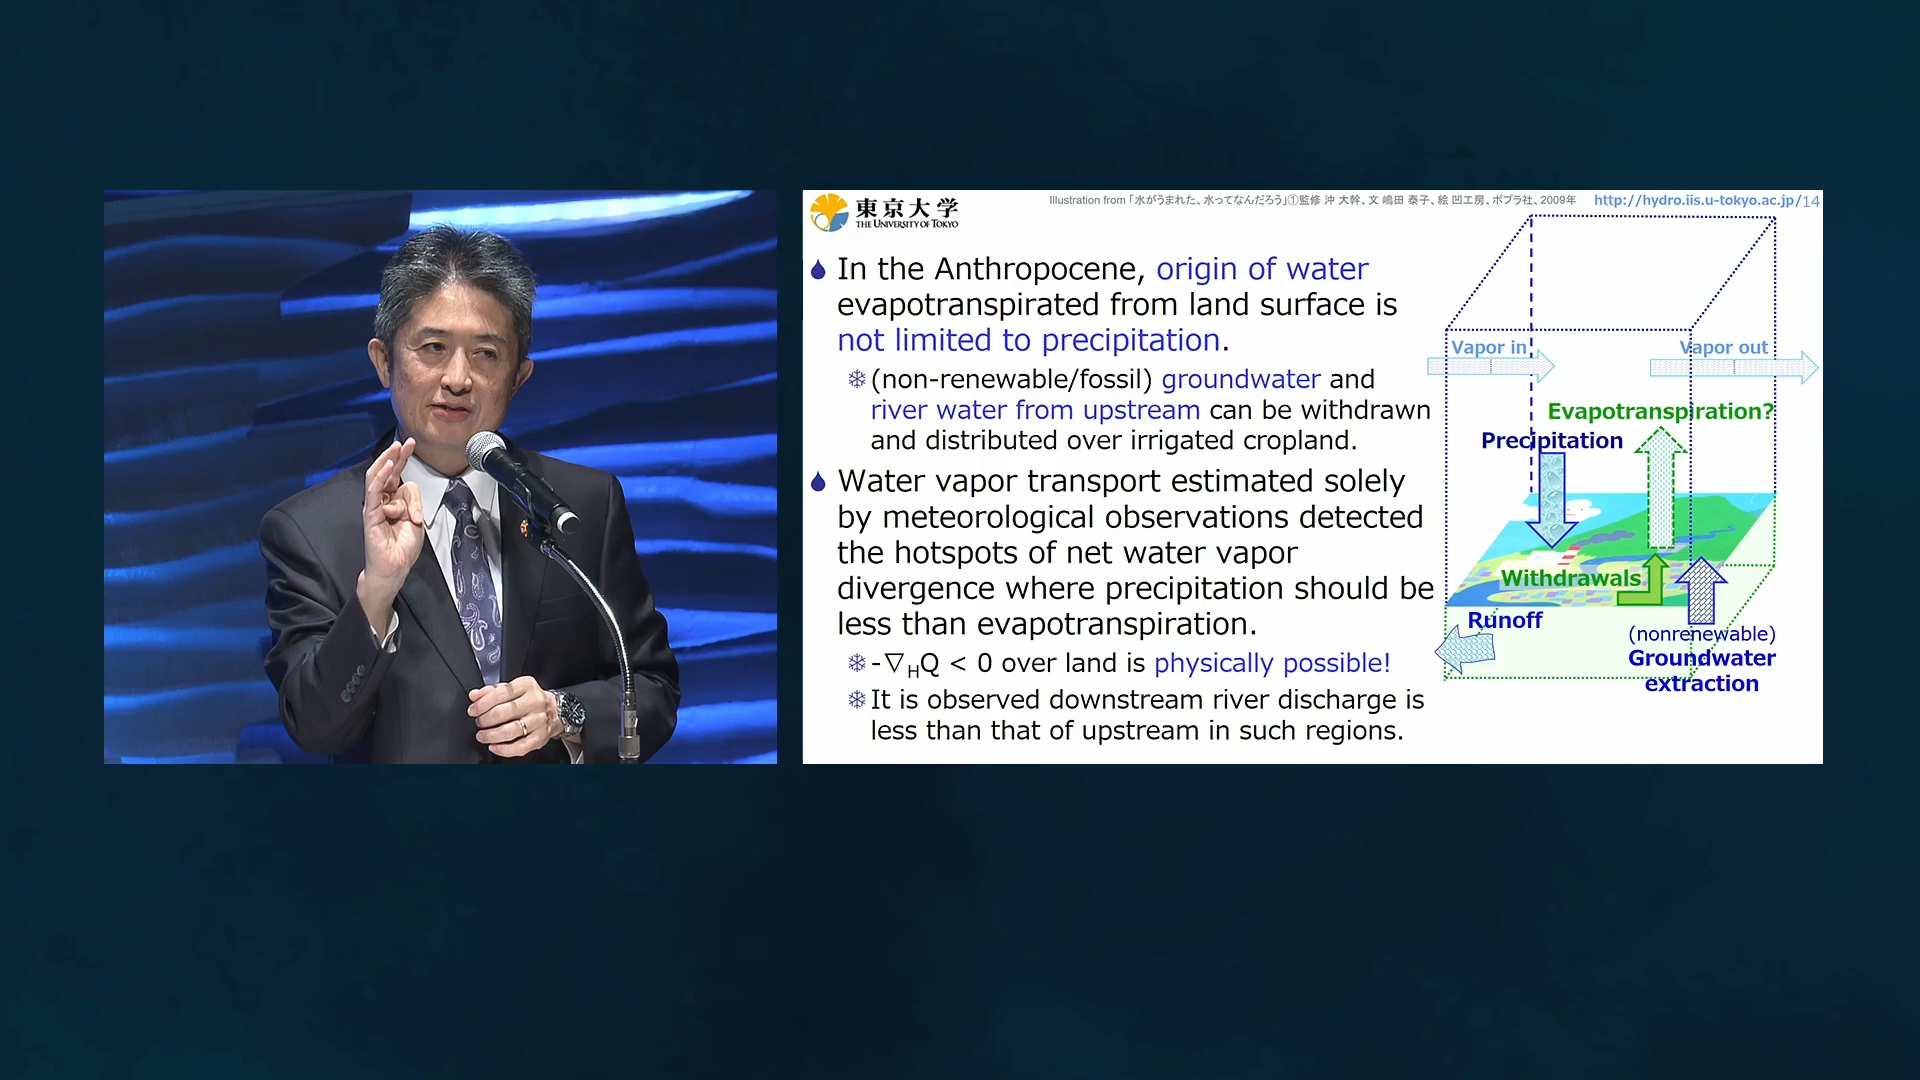 東京大学
THE UNIVERSITY OF TOKYO
Illustration from 「水がうまれた、水ってなんだろう」①監修 沖 大幹、文 嶋田 泰子、絵 凹工房、ポプラ社、2009年
http://hydro.iis.u-tokyo.ac.jp/14
In the Anthropocene, origin of water
evapotranspirated from land surface is
not limited to precipitation.
(non-renewable/fossil) groundwater and
river water from upstream can be withdrawn
and distributed over irrigated cropland.
Water vapor transport estimated solely
by meteorological observations detected
the hotspots of net water vapor
divergence where precipitation should be
less than evapotranspiration.
-∇HQ < 0 over land is physically possible!
It is observed downstream river discharge is
less than that of upstream in such regions.
Vapor in
Vapor out
Evapotranspiration?
Precipitation
Withdrawals
Runoff
(nonrenewable)
Groundwater
extraction